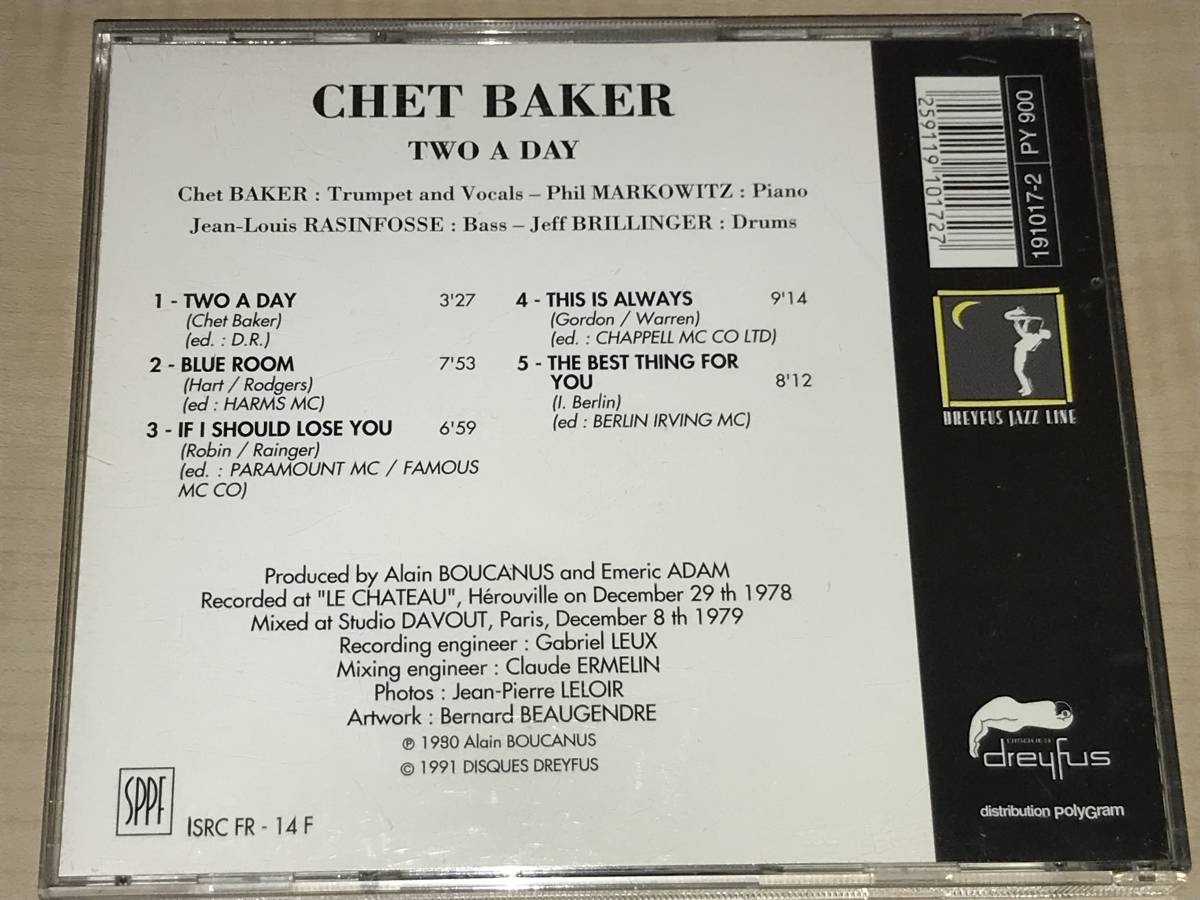 CHET BAKER
TWO A DAY
Chet BAKER : Trumpet and Vocals – Phil MARKOWITZ : Piano
Jean-Louis RASINFOSSE : Bass – Jeff BRILLINGER : Drums
1 - TWO A DAY 3'27
(Chet Baker)
(ed. : D.R.)
2 - BLUE ROOM 7'53
(Hart / Rodgers)
(ed : HARMS MC)
3 - IF I SHOULD LOSE YOU 6'59
(Robin / Rainger)
(ed. : PARAMOUNT MC / FAMOUS
MC CO)
4 - THIS IS ALWAYS 9'14
(Gordon / Warren)
(ed. : CHAPPELL MC CO LTD)
5 - THE BEST THING FOR
YOU 8'12
(I. Berlin)
(ed : BERLIN IRVING MC)
Produced by Alain BOUCANUS and Emeric ADAM
Recorded at "LE CHATEAU", Hérouville on December 29 th 1978
Mixed at Studio DAVOUT, Paris, December 8 th 1979
Recording engineer : Gabriel LEUX
Mixing engineer : Claude ERMELIN
Photos : Jean-Pierre LELOIR
Artwork : Bernard BEAUGENDRE
℗ 1980 Alain BOUCANUS
© 1991 DISQUES DREYFUS
SPPF
ISRC FR - 14 F
259119101727
191017-2 PY 900
DREYFUS JAZZ LINE
DISQUES
dreyfus
distribution polyGram